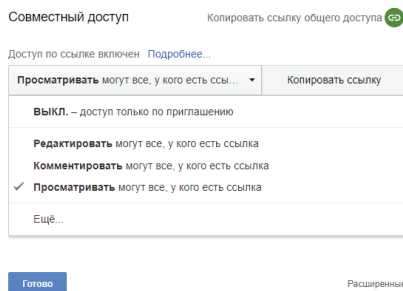 Совместный доступ
Копировать ссылку общего доступа
Доступ по ссылке включен Подробнее...
Просматривать могут все, у кого есть ссы... Копировать ссылку
ВЫКЛ. – доступ только по приглашению
Редактировать могут все, у кого есть ссылка
Комментировать могут все, у кого есть ссылка
Просматривать могут все, у кого есть ссылка
Ещё...
Готово
Расширенные